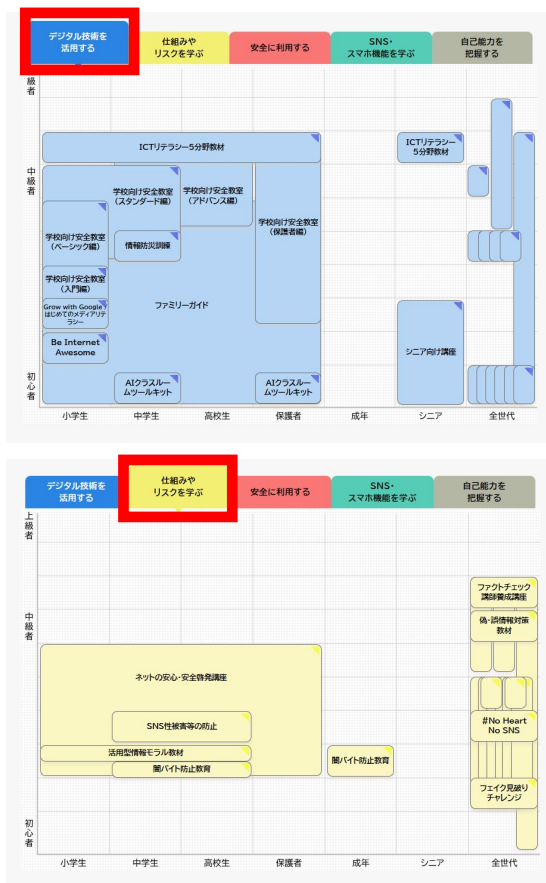 デジタル技術を
活用する
仕組みや
リスクを学ぶ
安全に利用する
SNS・
スマホ機能を学ぶ
自己能力を
把握する
級
者
中
級
者
初
心
者
ICTリテラシー5分野教材
ICTリテラシー
5分野教材
学校向け安全教室
(スタンダード編)
学校向け安全教室
(アドバンス編)
学校向け安全教室
(保護者編)
学校向け安全教室
(ベーシック編)
情報防災訓練
学校向け安全教室
(入門編)
Grow with Google
はじめてのメディアリテ
ラシー
ファミリーガイド
Be Internet
Awesome
シニア向け講座
AIクラスルー
ムツールキット
AIクラスルー
ムツールキット
小学生
中学生
高校生
保護者
成年
シニア
全世代
デジタル技術を
活用する
仕組みや
リスクを学ぶ
安全に利用する
SNS・
スマホ機能を学ぶ
自己能力を
把握する
上
級
者
中
級
者
初
心
者
ファクトチェック
講師養成講座
偽・誤情報対策
教材
ネットの安心・安全啓発講座
SNS性被害等の防止
#No Heart
No SNS
活用型情報モラル教材
闇バイト防止教育
闇バイト防止教育
フェイク見破り
チャレンジ
小学生
中学生
高校生
保護者
成年
シニア
全世代